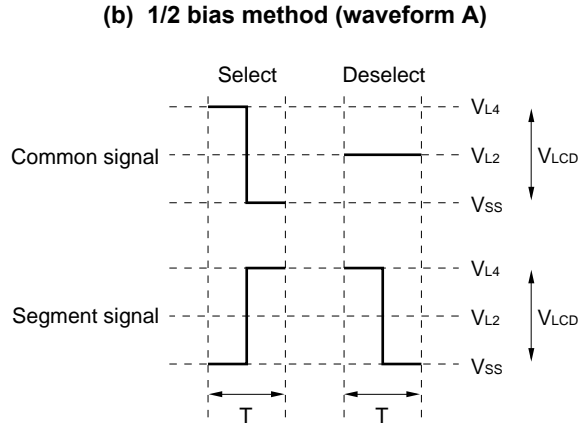 (b) 1/2 bias method (waveform A)
Select Deselect
VL4
Common signal VL2 VLCD
VSS
VL4
Segment signal VL2 VLCD
VSS
T T